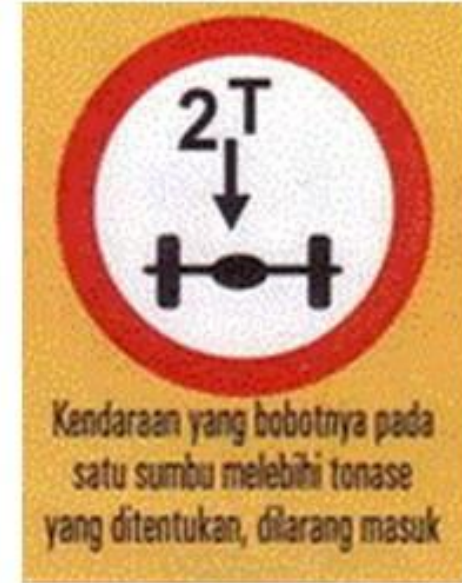 2T
Kendaraan yang bobotnya pada
satu sumbu melebihi tonase
yang ditentukan, dilarang masuk